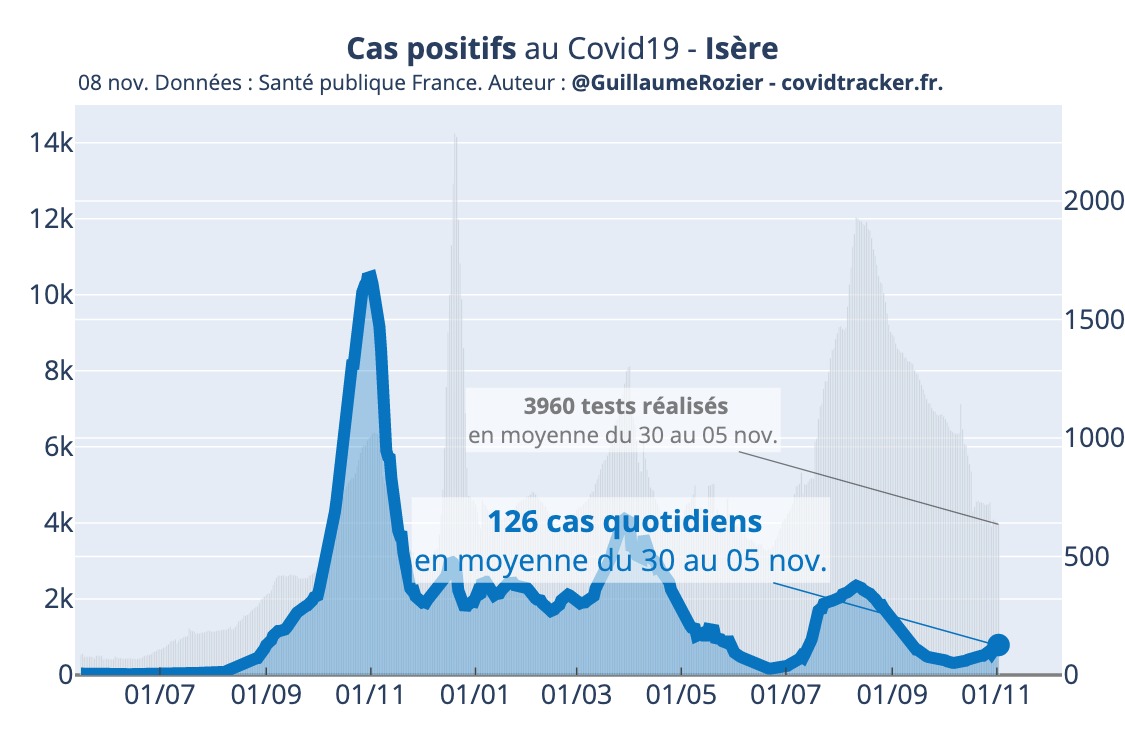 Cas positifs au Covid19 - Isère
08 nov. Données : Santé publique France. Auteur : @GuillaumeRozier - covidtracker.fr.
14k
12k
10k
8k
6k
4k
2k
0
2000
1500
1000
500
0
3960 tests réalisés
en moyenne du 30 au 05 nov.
126 cas quotidiens
en moyenne du 30 au 05 nov.
01/07 01/09 01/11 01/01 01/03 01/05 01/07 01/09 01/11